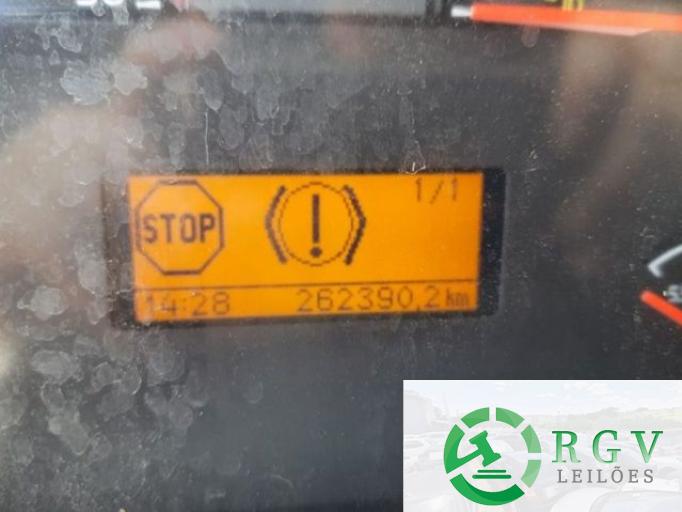 1/1
STOP
!
14:28 262390,2 km
RGV
LEILÕES